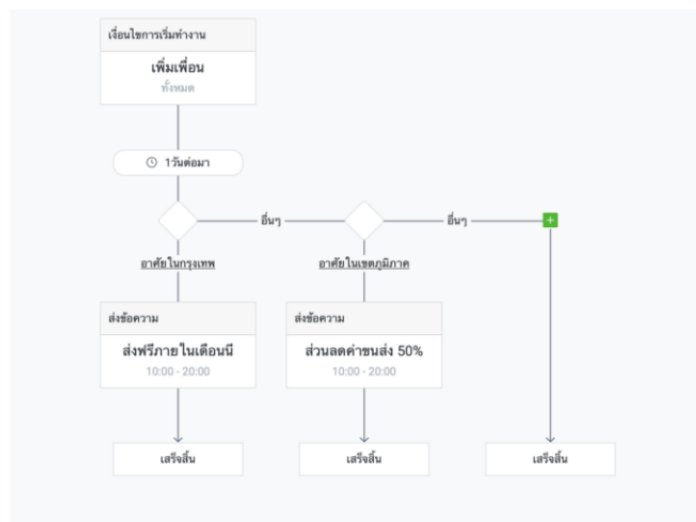 เงื่อนไขการเริ่มทำงาน
เพิ่มเพื่อน
ทั้งหมด
1วันต่อมา
อื่นๆ
อื่นๆ
อาศัยในกรุงเทพ
อาศัยในเขตภูมิภาค
ส่งข้อความ
ส่งข้อความ
ส่งฟรีภายในเดือนนี
ส่วนลดค่าขนส่ง 50%
10:00 - 20:00
10:00 - 20:00
เสร็จสิ้น
เสร็จสิ้น
เสร็จสิ้น